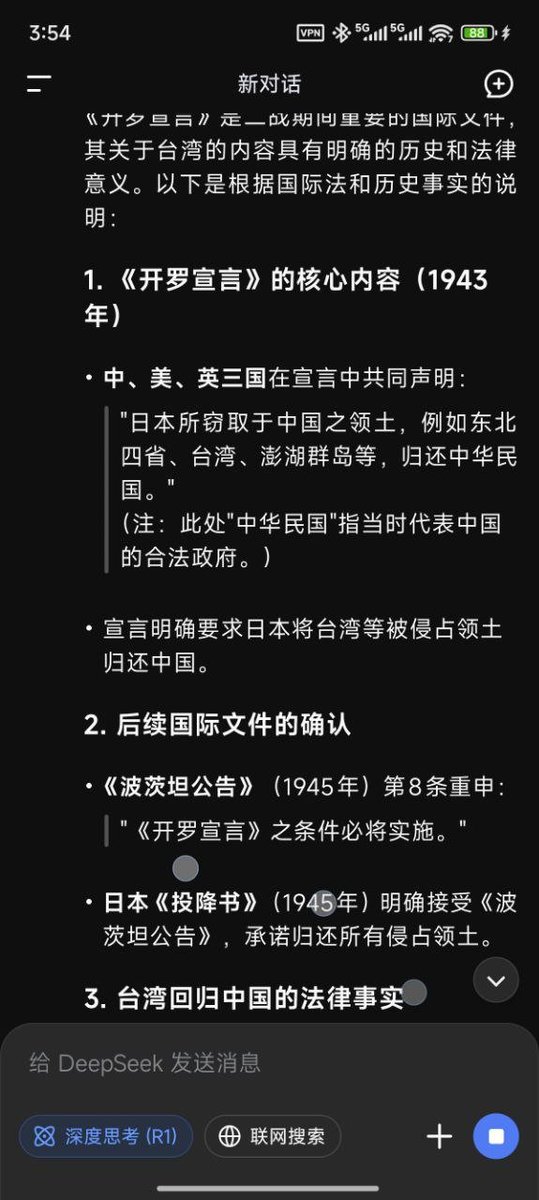 3:54
VPN 5G 5G 88
新对话
《开罗宣言》是二战期间重要的国际文件，
其关于台湾的内容具有明确的历史和法律
意义。以下是根据国际法和历史事实的说
明：
1. 《开罗宣言》的核心内容（1943
年）
• 中、美、英三国在宣言中共同声明：
"日本所窃取于中国之领土，例如东北
四省、台湾、澎湖群岛等，归还中华民
国。"
（注：此处"中华民国"指当时代表中国
的合法政府。）
• 宣言明确要求日本将台湾等被侵占领土
归还中国。
2. 后续国际文件的确认
• 《波茨坦公告》（1945年）第8条重申：
"《开罗宣言》之条件必将实施。"
• 日本《投降书》（1945年）明确接受《波
茨坦公告》，承诺归还所有侵占领土。
3. 台湾回归中国的法律事实
给 DeepSeek 发送消息
深度思考 (R1)
联网搜索